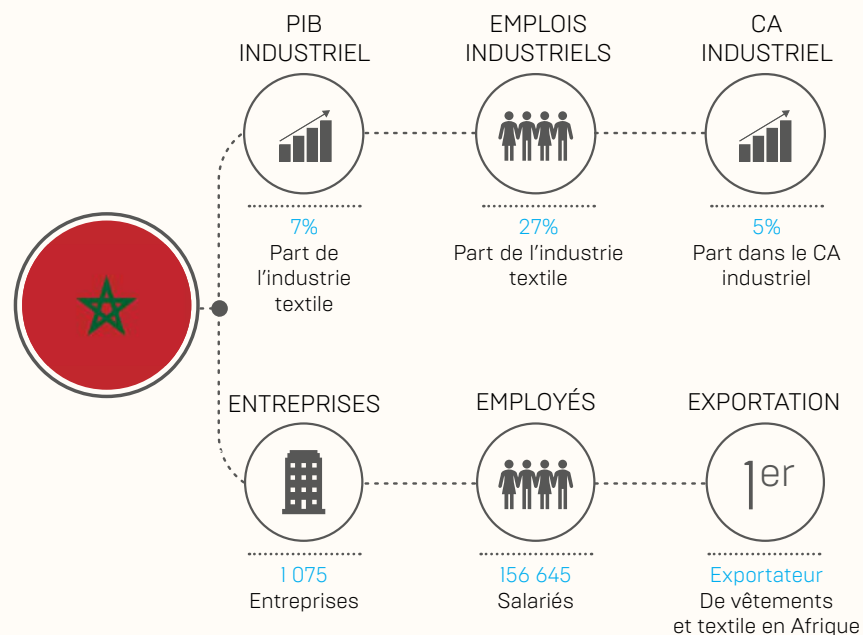 PIB
INDUSTRIEL
7%
Part de
l'industrie
textile
EMPLOIS
INDUSTRIELS
27%
Part de l'industrie
textile
CA
INDUSTRIEL
5%
Part dans le CA
industriel
ENTREPRISES
1 075
Entreprises
EMPLOYÉS
156 645
Salariés
EXPORTATION
1er
Exportateur
De vêtements
et textile en Afrique